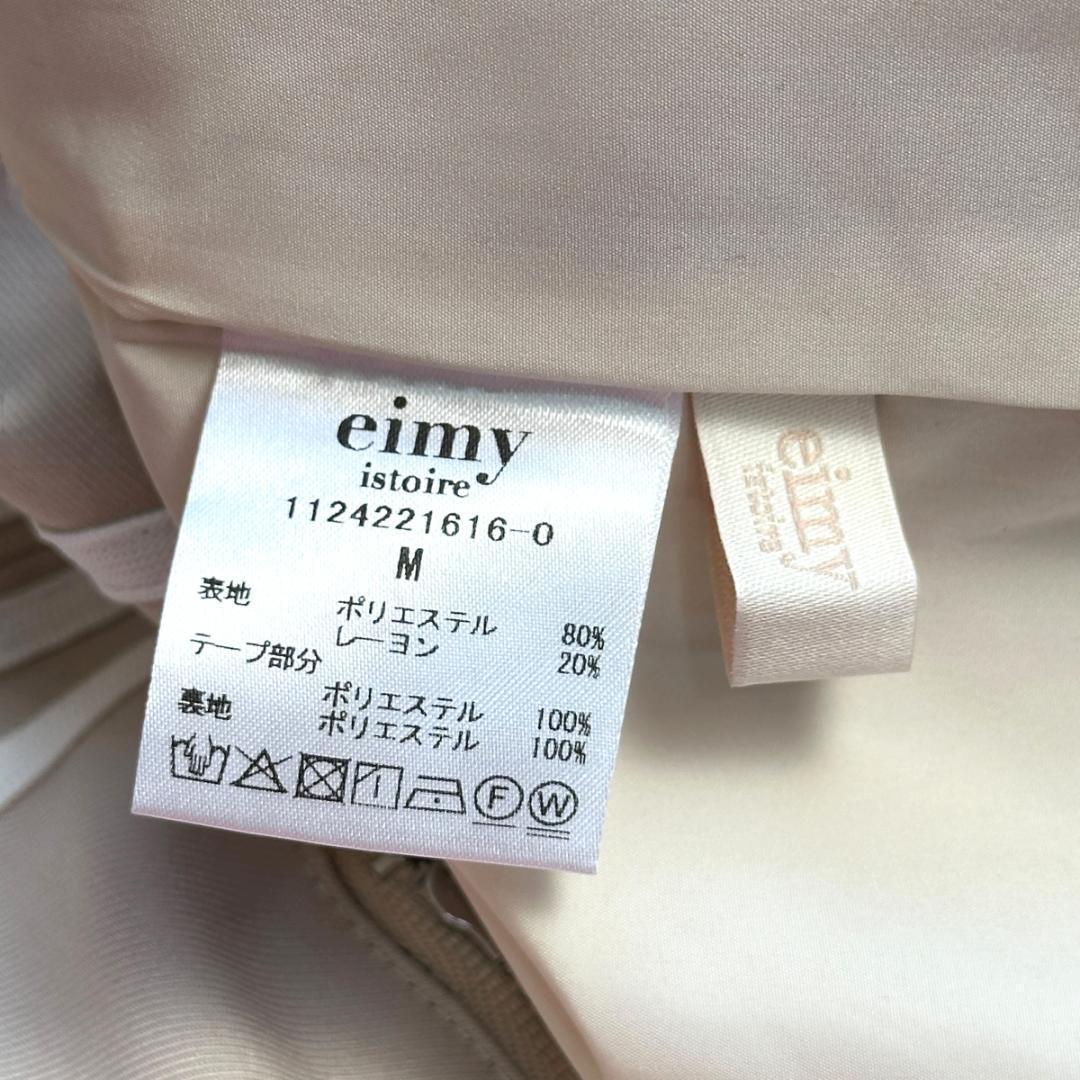 eimy
istoire
1124221616-0
M
表地 ポリエステル 80%
レーヨン 20%
テープ部分
ポリエステル 100%
裏地 ポリエステル 100%
F W
eimy
istoire